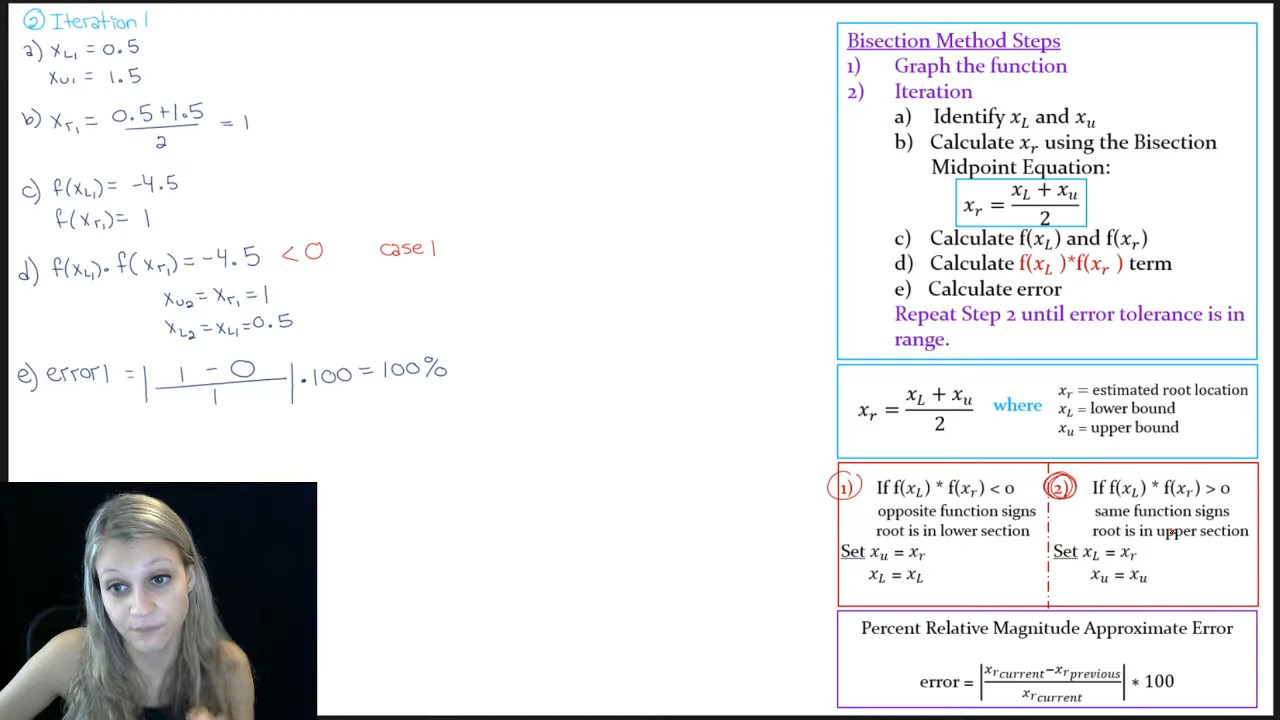 ② Iteration 1
a) xL₁ = 0.5
xu₁ = 1.5
b) xr₁ = 0.5 + 1.5 / 2 = 1
c) f(xL₁) = -4.5
f(xr₁) = 1
d) f(xL₁) · f(xr₁) = -4.5 < 0 case 1
xu₂ = xr₁ = 1
xL₂ = xL₁ = 0.5
e) error1 = | 1 - 0 / 1 | · 100 = 100%
Bisection Method Steps
1) Graph the function
2) Iteration
a) Identify xL and xu
b) Calculate xr using the Bisection
Midpoint Equation:
xr = xL + xu / 2
c) Calculate f(xL) and f(xr)
d) Calculate f(xL )*f(xr ) term
e) Calculate error
Repeat Step 2 until error tolerance is in
range.
xr = xL + xu / 2 where
xr = estimated root location
xL = lower bound
xu = upper bound
1) If f(xL) * f(xr) < 0
opposite function signs
root is in lower section
Set xu = xr
xL = xL
2) If f(xL) * f(xr) > 0
same function signs
root is in upper section
Set xL = xr
xu = xu
Percent Relative Magnitude Approximate Error
error = | xr current − xr previous / xr current | * 100